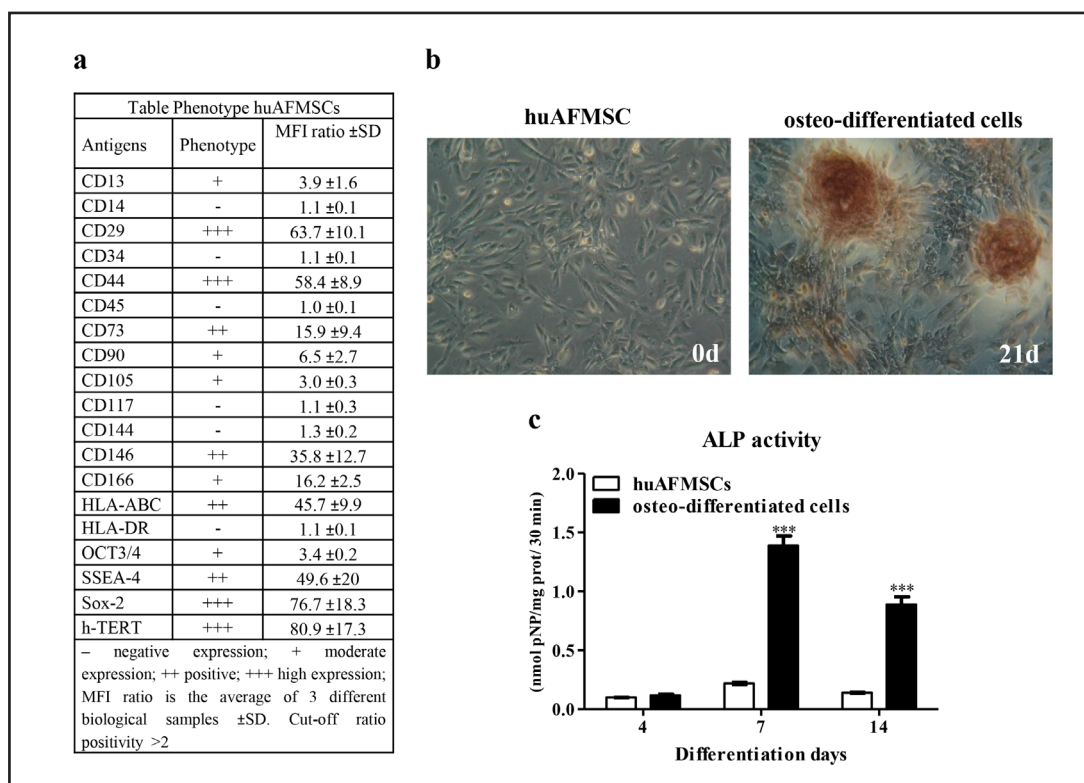 a
Table Phenotype huAFMSCs
Antigens Phenotype MFI ratio ±SD
CD13 + 3.9 ±1.6
CD14 - 1.1 ±0.1
CD29 +++ 63.7 ±10.1
CD34 - 1.1 ±0.1
CD44 +++ 58.4 ±8.9
CD45 - 1.0 ±0.1
CD73 ++ 15.9 ±9.4
CD90 + 6.5 ±2.7
CD105 + 3.0 ±0.3
CD117 - 1.1 ±0.3
CD144 - 1.3 ±0.2
CD146 ++ 35.8 ±12.7
CD166 + 16.2 ±2.5
HLA-ABC ++ 45.7 ±9.9
HLA-DR - 1.1 ±0.1
OCT3/4 + 3.4 ±0.2
SSEA-4 ++ 49.6 ±20
Sox-2 +++ 76.7 ±18.3
h-TERT +++ 80.9 ±17.3
– negative expression; + moderate
expression; ++ positive; +++ high expression;
MFI ratio is the average of 3 different
biological samples ±SD. Cut-off ratio
positivity >2
b
huAFMSC
osteo-differentiated cells
0d
21d
c
ALP activity
huAFMSCs
osteo-differentiated cells
(nmol pNP/mg prot/ 30 min)
2.0
1.5
1.0
0.5
0.0
***
***
4 7 14
Differentiation days